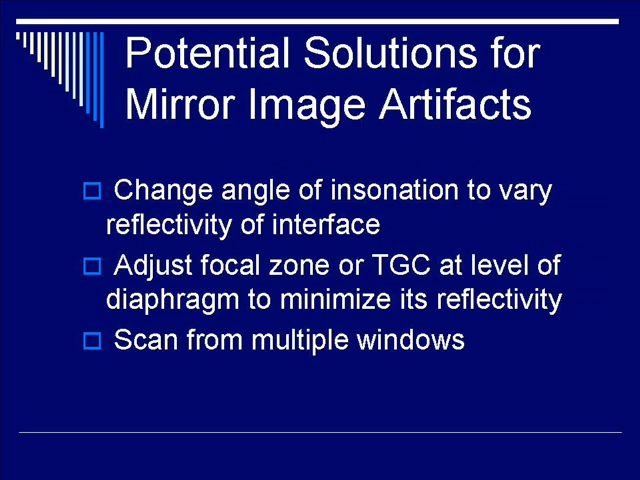 Potential Solutions for
Mirror Image Artifacts
Change angle of insonation to vary
reflectivity of interface
Adjust focal zone or TGC at level of
diaphragm to minimize its reflectivity
Scan from multiple windows